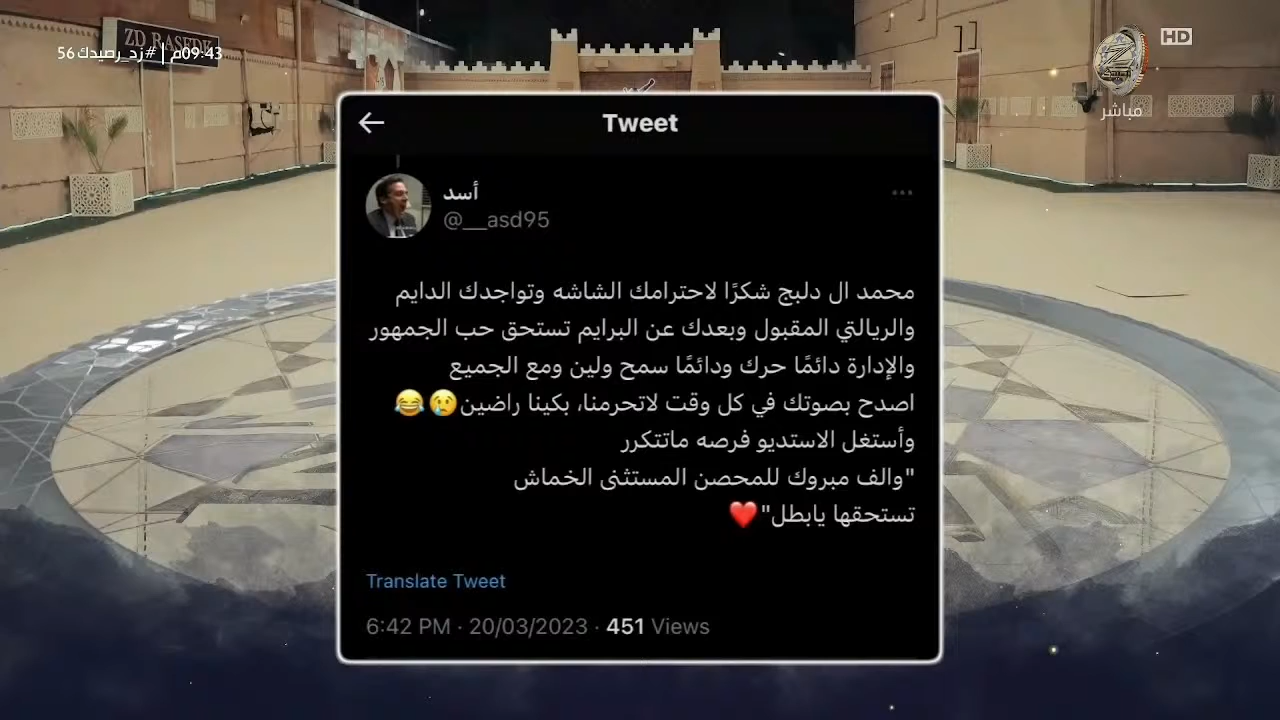 09:43م | #زد_رصيدك56
ZD RASEDK
HD
مباشر
Tweet
أسد
@__asd95
محمد ال دلبج شكرًا لاحترامك الشاشه وتواجدك الدايم
والريالتي المقبول وبعدك عن البرايم تستحق حب الجمهور
والإدارة دائمًا حرك ودائمًا سمح ولين ومع الجميع
اصدح بصوتك في كل وقت لاتحرمنا، بكينا راضين😢😂
وأستغل الاستديو فرصه ماتتكرر
"والف مبروك للمحصن المستثنى الخماش
تستحقها يابطل"❤️
Translate Tweet
6:42 PM · 20/03/2023 · 451 Views